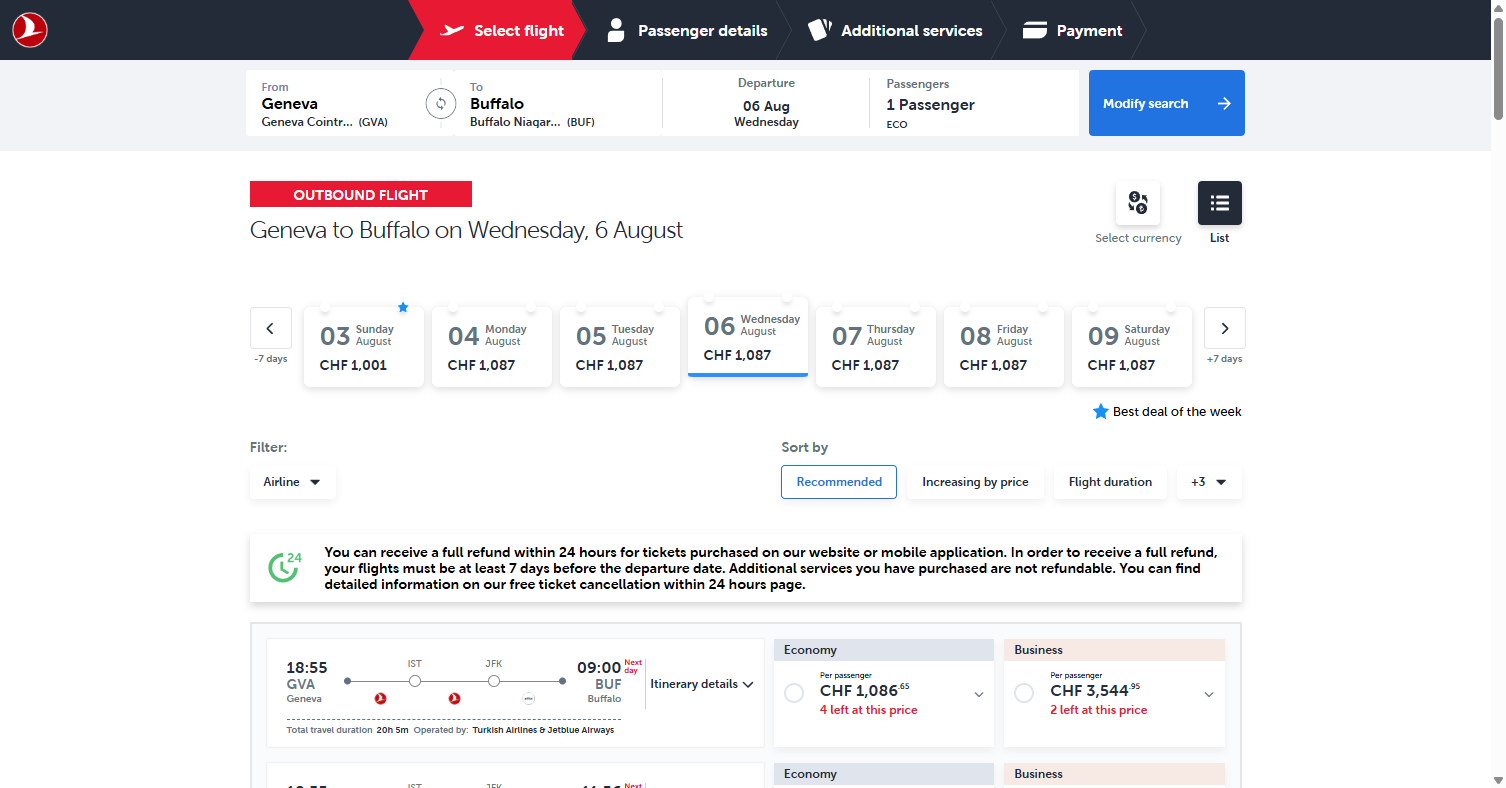 Select flight
Passenger details
Additional services
Payment
From
Geneva
Geneva Cointr... (GVA)
To
Buffalo
Buffalo Niagar... (BUF)
Departure
06 Aug
Wednesday
Passengers
1 Passenger
ECO
Modify search
OUTBOUND FLIGHT
Geneva to Buffalo on Wednesday, 6 August
Select currency
List
-7 days
03 Sunday August
CHF 1,001
04 Monday August
CHF 1,087
05 Tuesday August
CHF 1,087
06 Wednesday August
CHF 1,087
07 Thursday August
CHF 1,087
08 Friday August
CHF 1,087
09 Saturday August
CHF 1,087
+7 days
Best deal of the week
Filter:
Airline
Sort by
Recommended
Increasing by price
Flight duration
+3
24
You can receive a full refund within 24 hours for tickets purchased on our website or mobile application. In order to receive a full refund,
your flights must be at least 7 days before the departure date. Additional services you have purchased are not refundable. You can find
detailed information on our free ticket cancellation within 24 hours page.
18:55
GVA
Geneva
IST
JFK
09:00 Next day
BUF
Buffalo
Itinerary details
Total travel duration 20h 5m Operated by: Turkish Airlines & Jetblue Airways
Economy
Per passenger
CHF 1,086.65
4 left at this price
Business
Per passenger
CHF 3,544.95
2 left at this price
IST
JFK
Next
Economy
Business